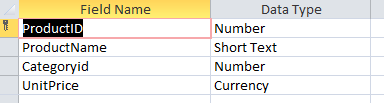 Field Name Data Type
ProductID Number
ProductName Short Text
Categoryid Number
UnitPrice Currency